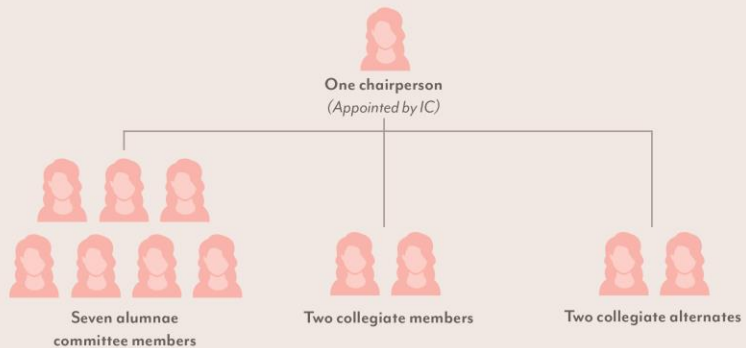 One chairperson
(Appointed by IC)
Seven alumnae
committee members
Two collegiate members
Two collegiate alternates